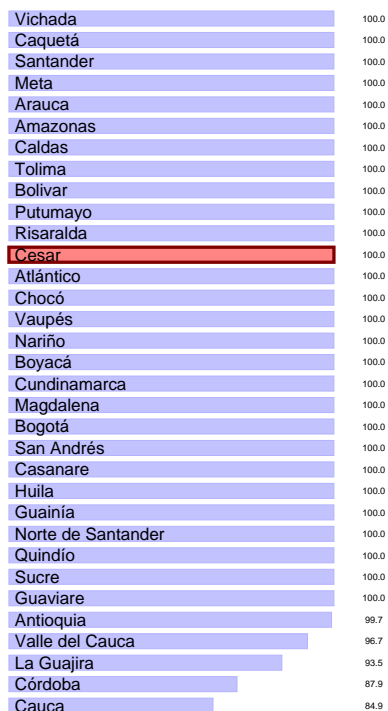 Vichada 100.0
Caquetá 100.0
Santander 100.0
Meta 100.0
Arauca 100.0
Amazonas 100.0
Caldas 100.0
Tolima 100.0
Bolivar 100.0
Putumayo 100.0
Risaralda 100.0
Cesar 100.0
Atlántico 100.0
Chocó 100.0
Vaupés 100.0
Nariño 100.0
Boyacá 100.0
Cundinamarca 100.0
Magdalena 100.0
Bogotá 100.0
San Andrés 100.0
Casanare 100.0
Huila 100.0
Guainía 100.0
Norte de Santander 100.0
Quindío 100.0
Sucre 100.0
Guaviare 100.0
Antioquia 99.7
Valle del Cauca 96.7
La Guajira 93.5
Córdoba 87.9
Cauca 84.9